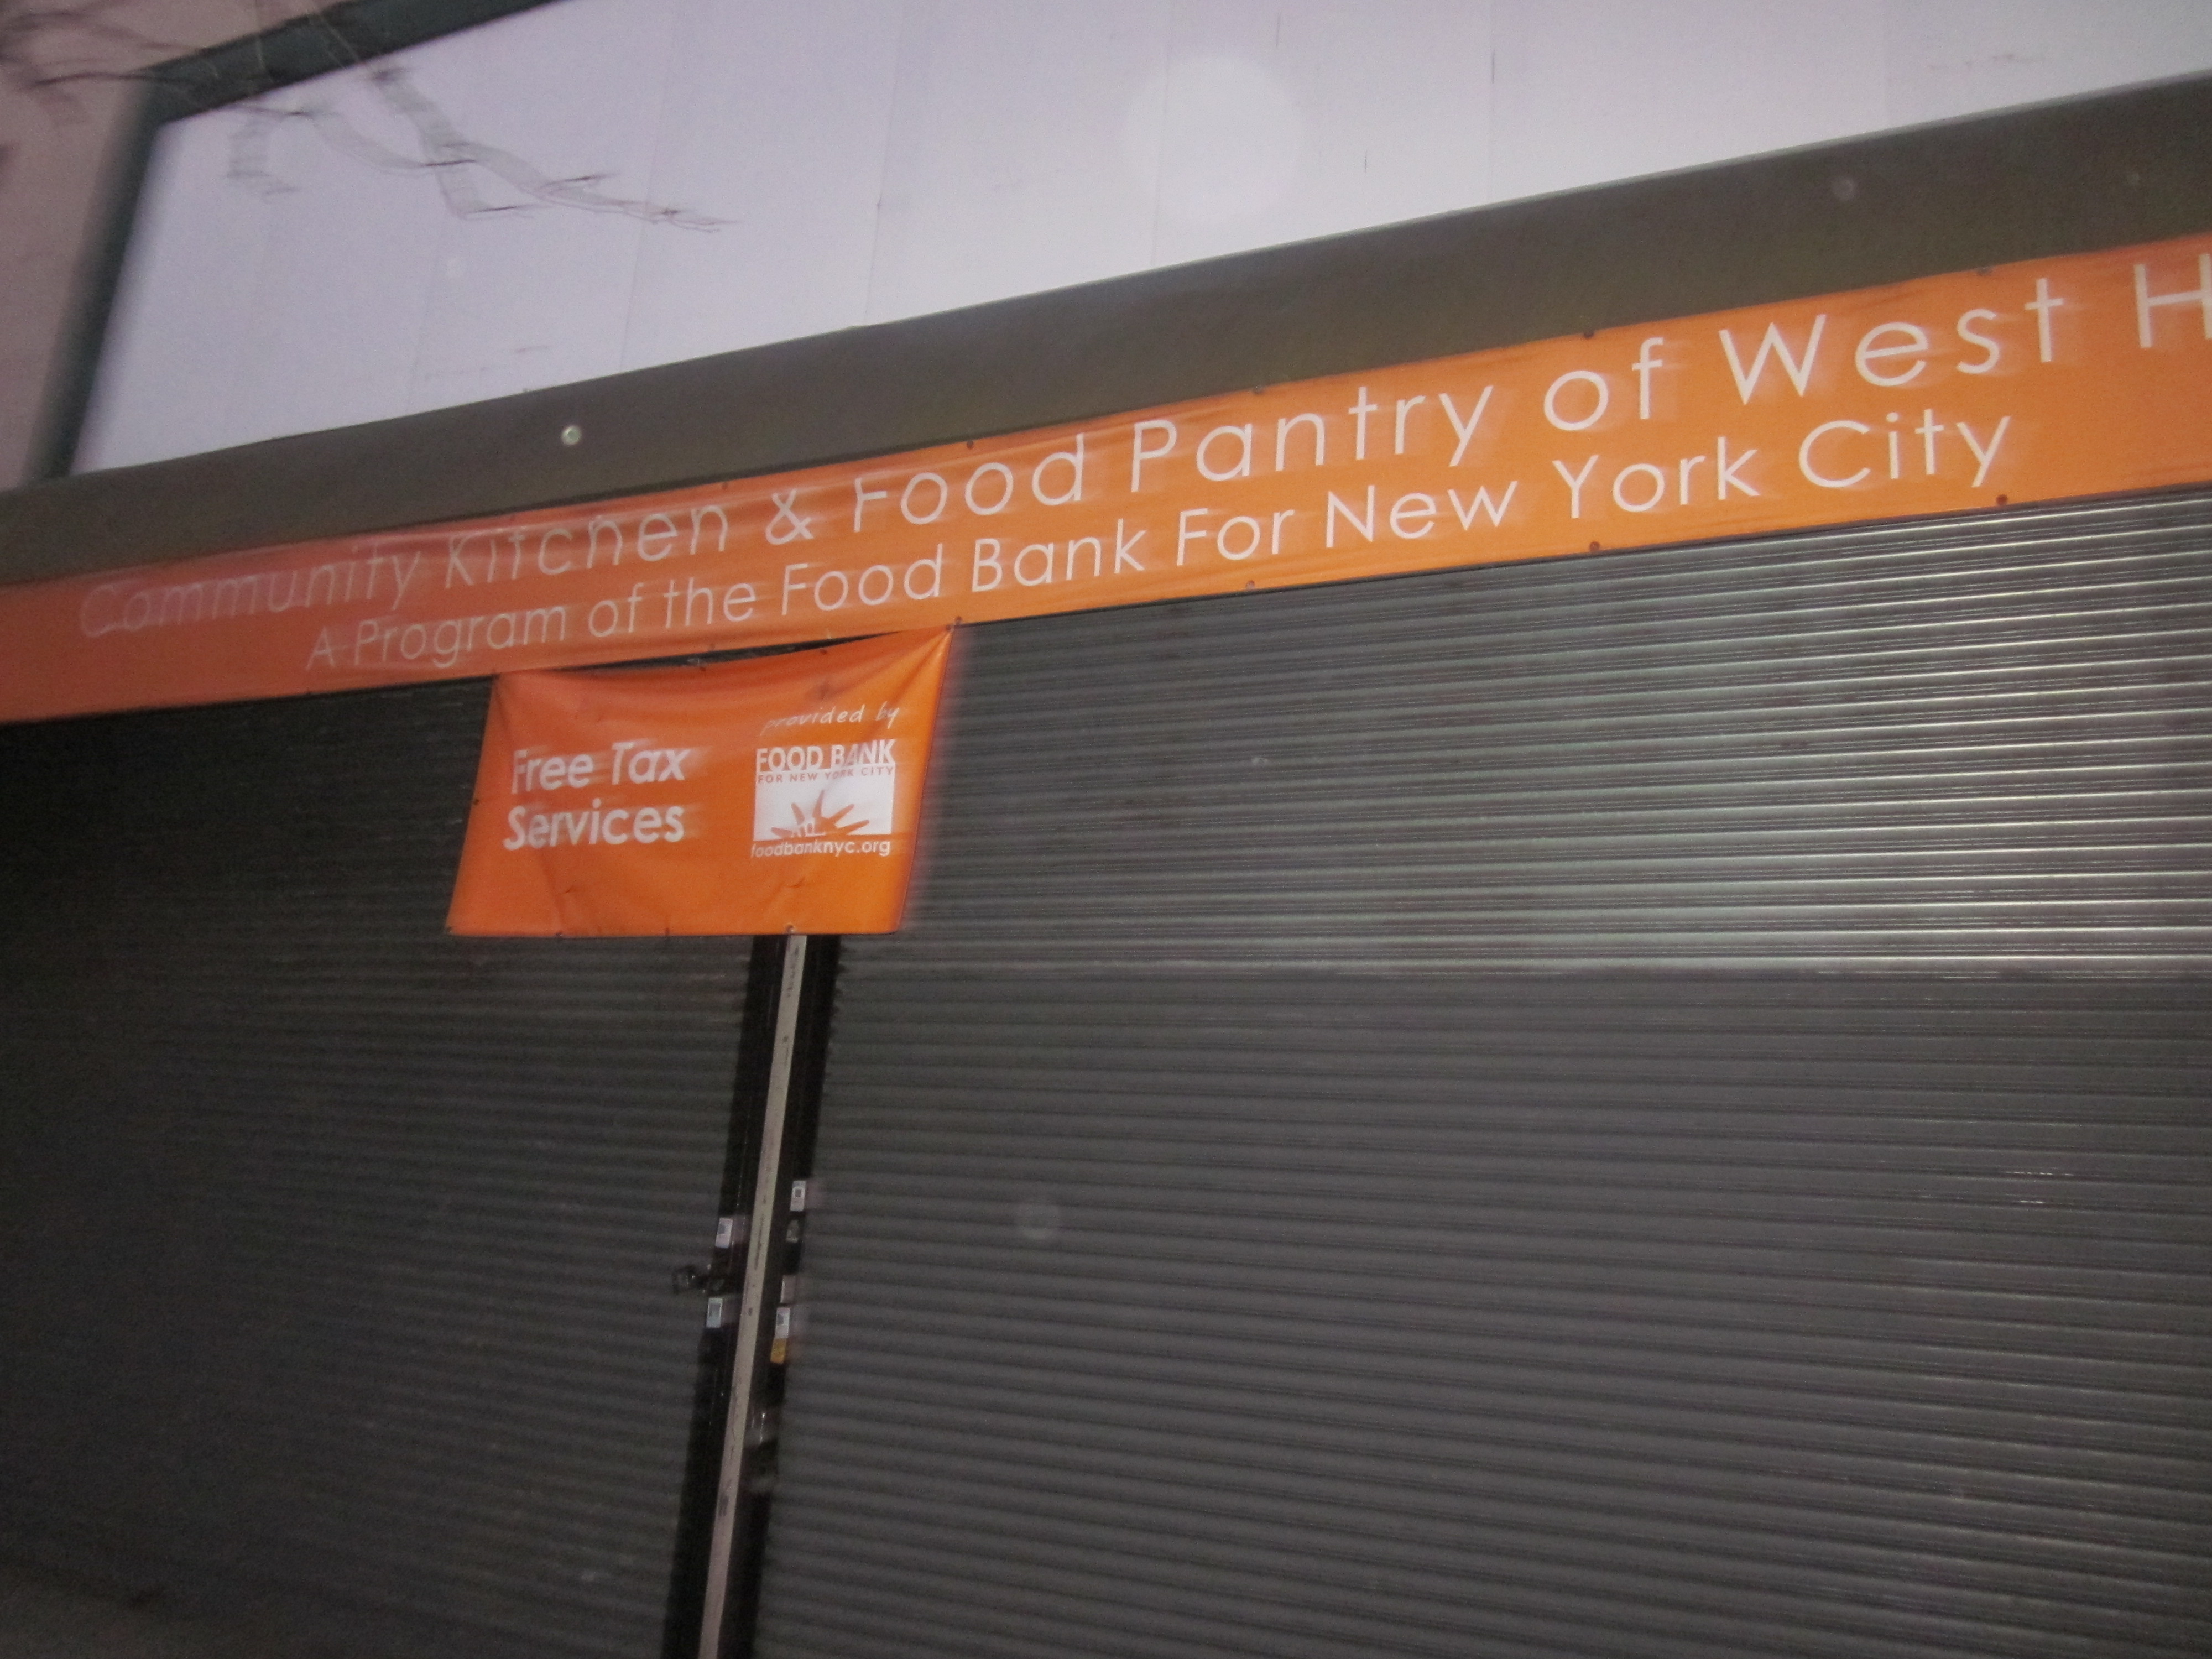 Community Kitchen & Food Pantry of West H
A Program of the Food Bank For New York City
Free Tax
Services
provided by
FOOD BANK
FOR NEW YORK CITY
foodbanknyc.org